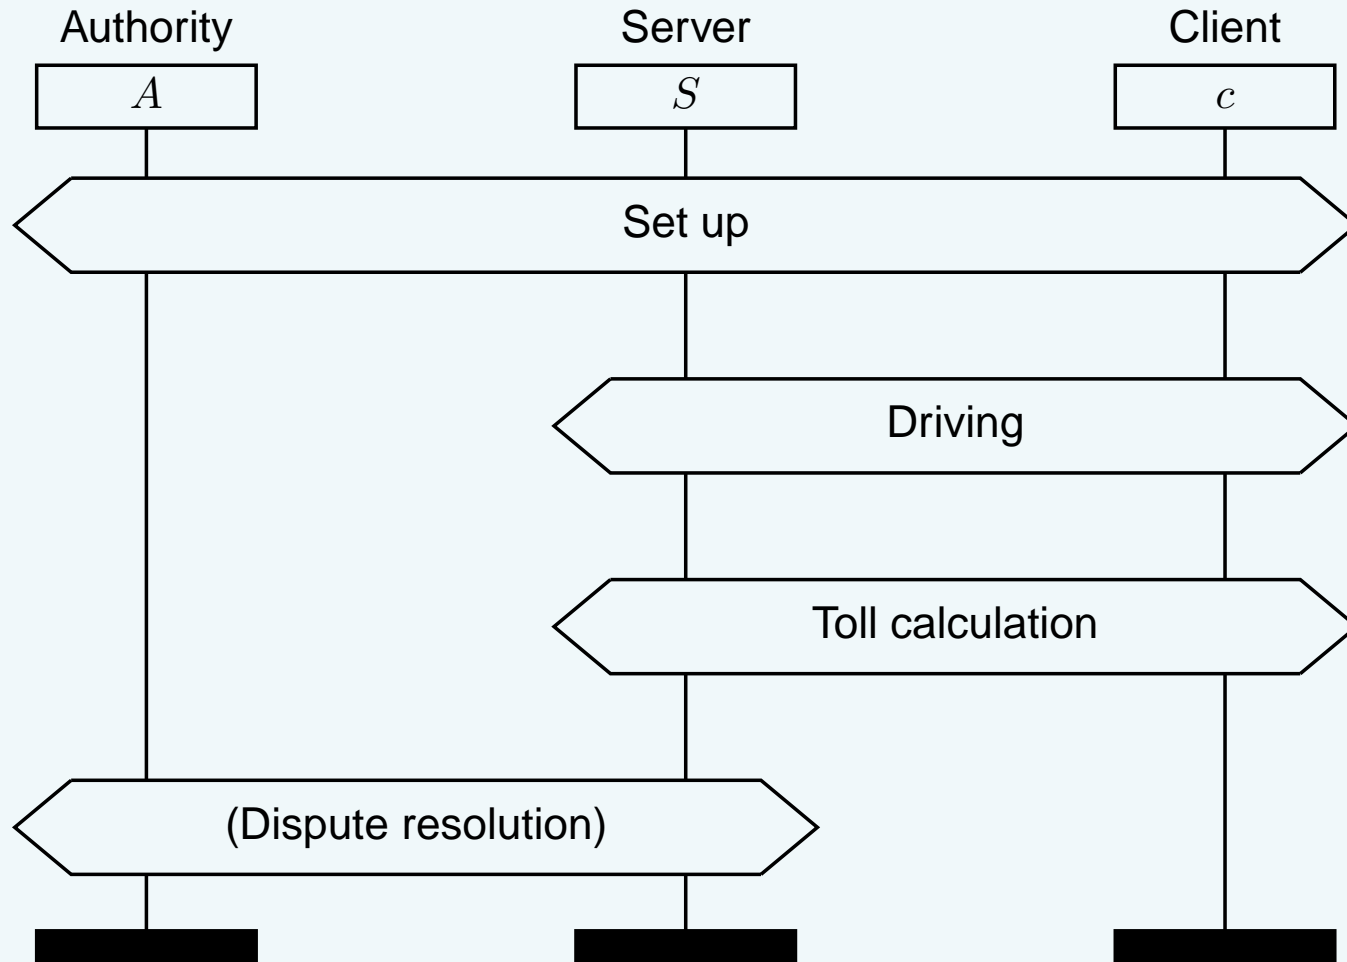 Authority Server Client
A S c
Set up
Driving
Toll calculation
(Dispute resolution)